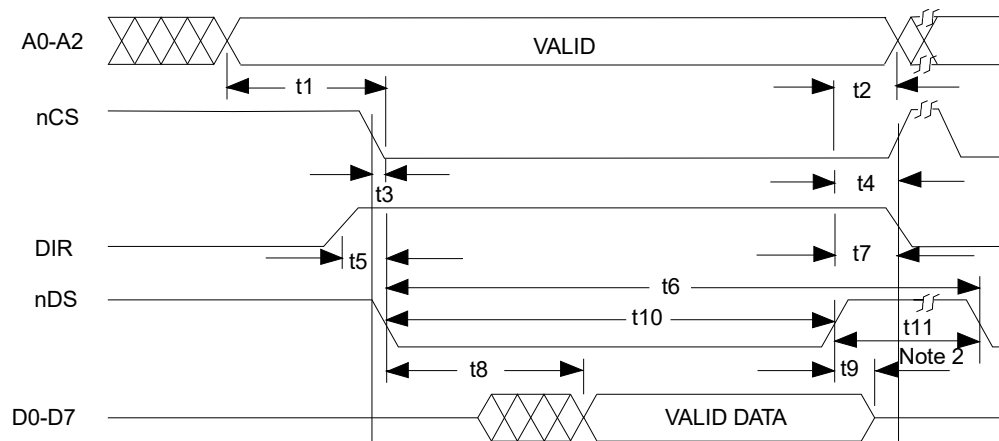 A0-A2
VALID
t1
t2
nCS
t3
t4
DIR
t5
t7
t6
nDS
t10
t11
Note 2
t8
t9
D0-D7
VALID DATA